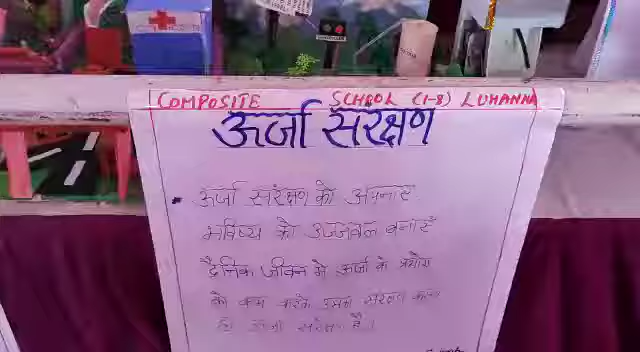 COMPOSITE SCHOOL (1-8) LUHANNA
ऊर्जा संरक्षण
ऊर्जा संरक्षण को अपनाएं
भविष्य को उज्जवल बनाएं
दैनिक जीवन में ऊर्जा के प्रयोग
को कम करके उसका संरक्षण करना
ही ऊर्जा संरक्षण है।